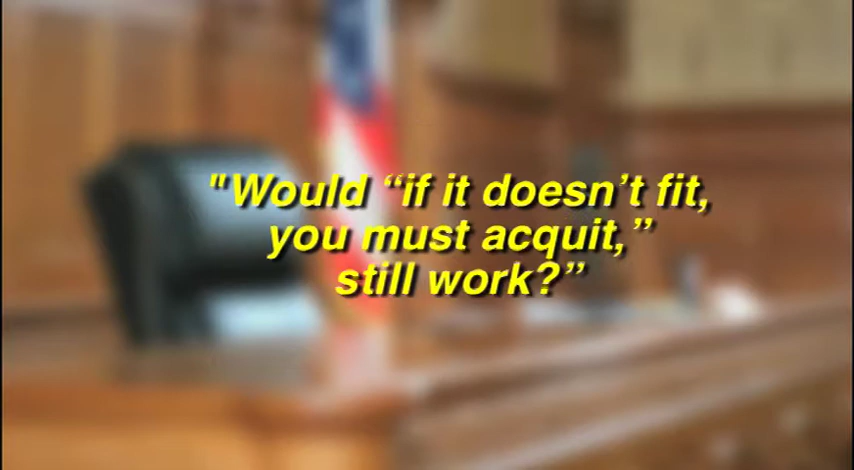 "Would “if it doesn’t fit,
you must acquit,”
still work?”